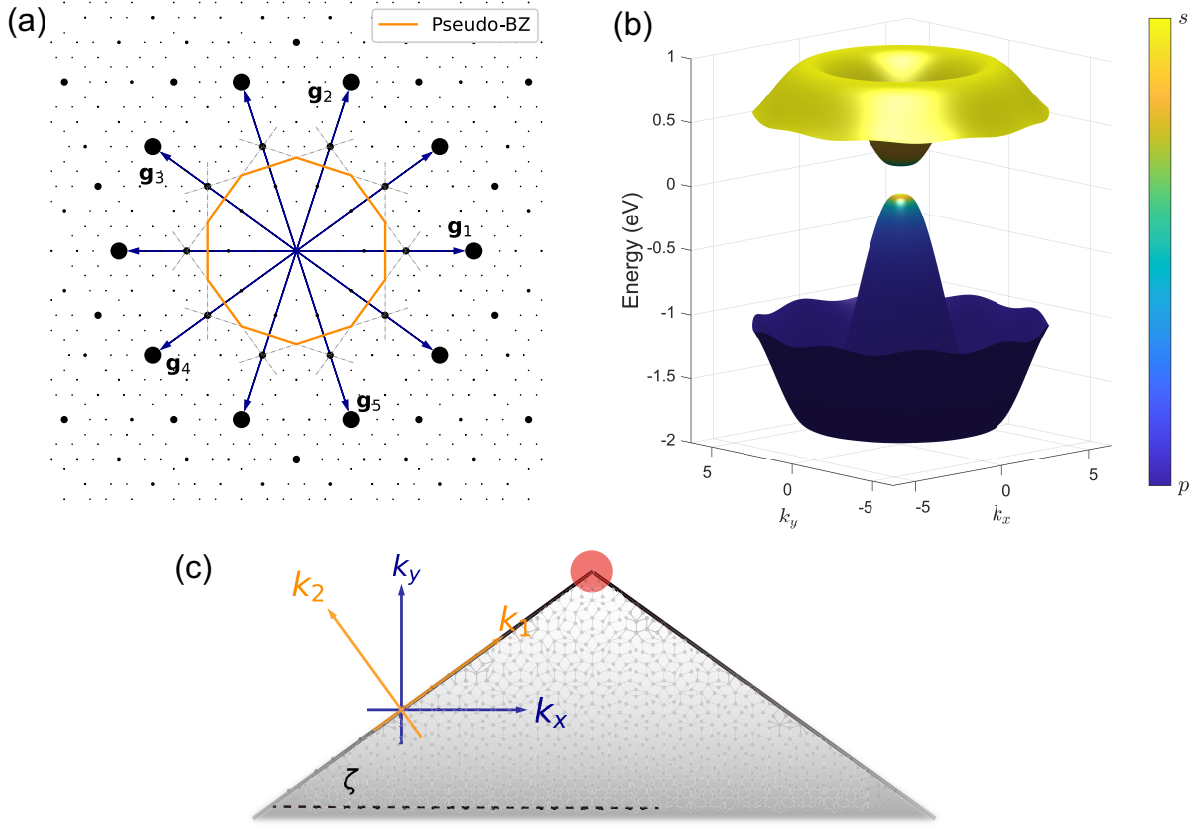 (a)
Pseudo-BZ
g2
g3
g1
g4
g5
(b)
s
1
0.5
0
-0.5
-1
-1.5
-2
Energy (eV)
5
0
-5
ky
-5
0
5
kx
p
(c)
k2
ky
k1
kx
ζ